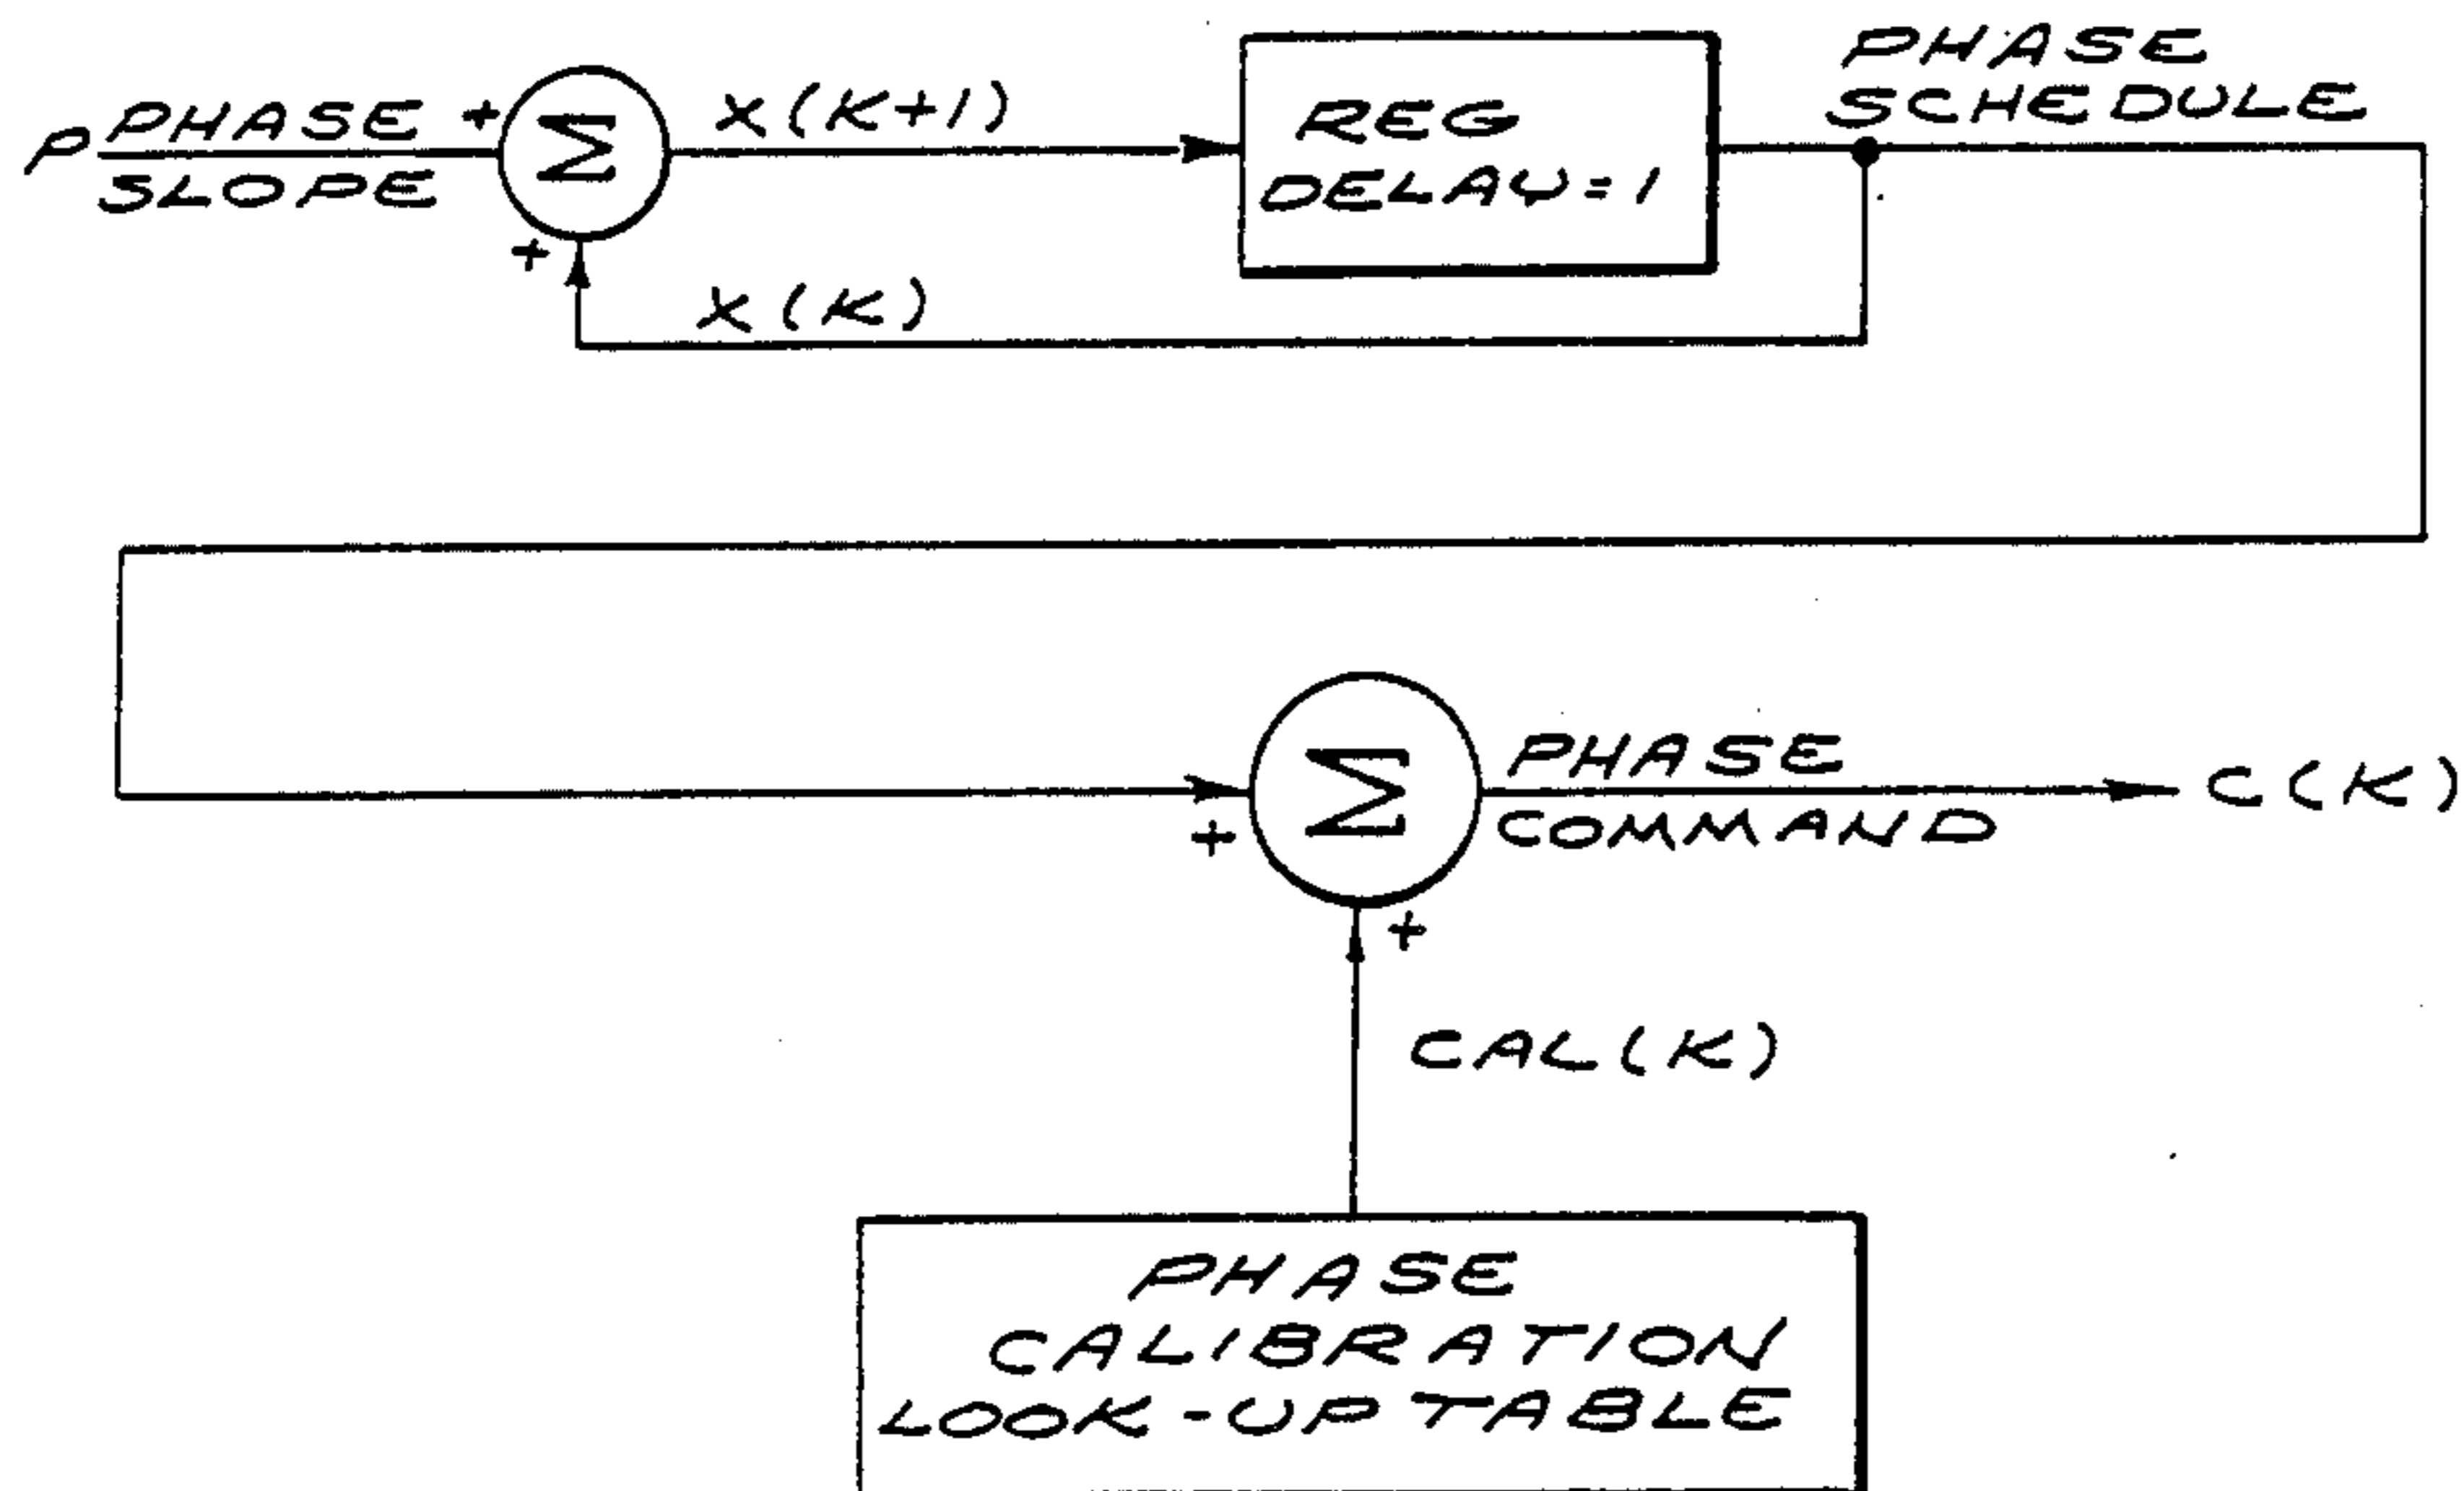 P PHASE SLOPE
+
Σ
+
X(K+1)
REG
DELAY=1
PHASE
SCHEDULE
X(K)
Σ
+
+
PHASE
COMMAND
C(K)
CAL(K)
PHASE
CALIBRATION
LOOK-UP TABLE